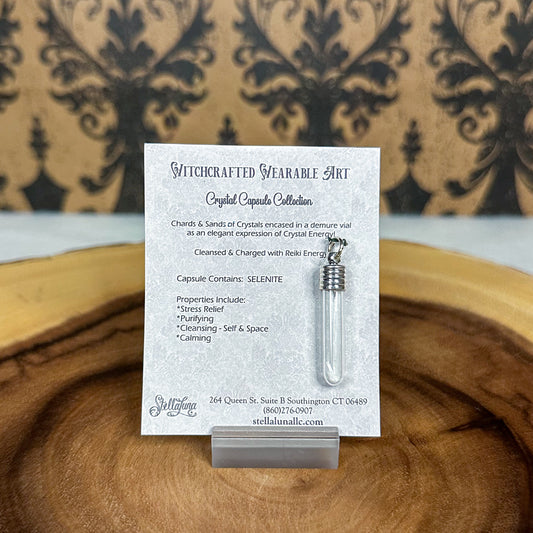 Witchcrafted Wearable Art
Crystal Capsule Collection
Chards & Sands of Crystals encased in a demure vial
as an elegant expression of Crystal Energy!
Cleansed & Charged with Reiki Energy
Capsule Contains: SELENITE
Properties Include:
*Stress Relief
*Purifying
*Cleansing - Self & Space
*Calming
StellaLuna
264 Queen St. Suite B Southington CT 06489
(860)276-0907
stellalunallc.com